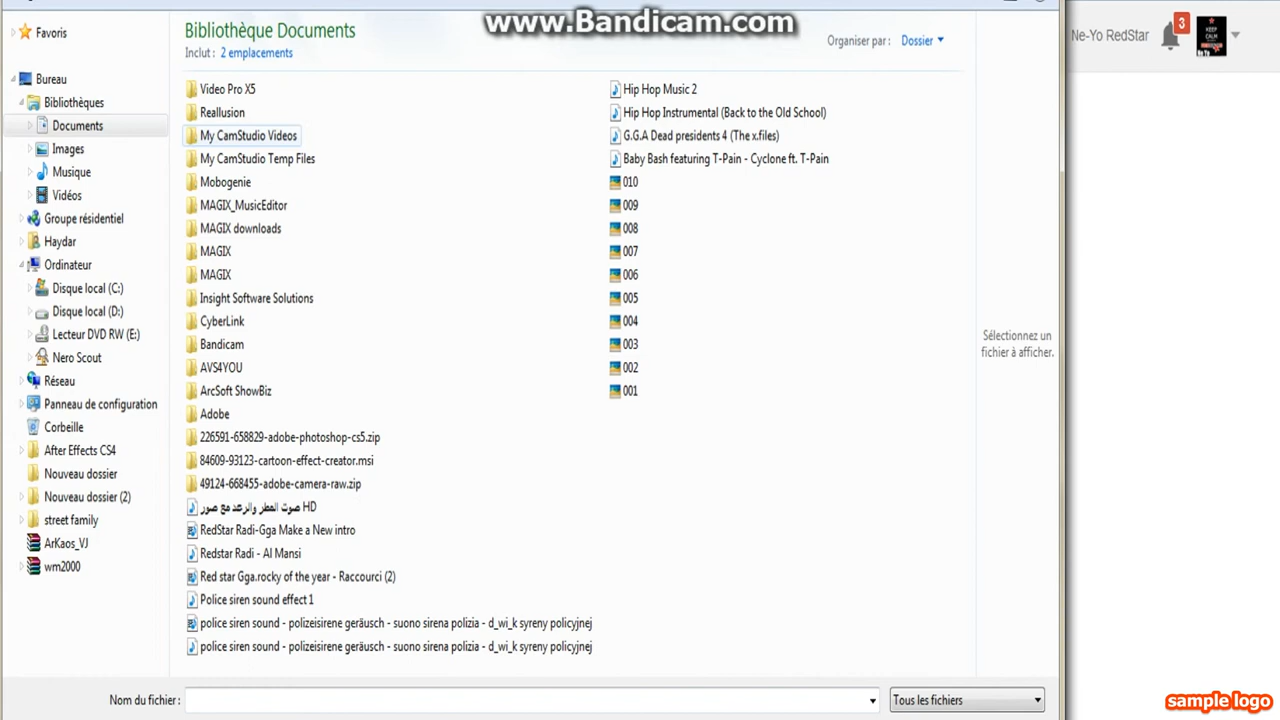 www.Bandicam.com
Favoris
Bureau
Bibliothèques
Documents
Images
Musique
Vidéos
Groupe résidentiel
Haydar
Ordinateur
Disque local (C:)
Disque local (D:)
Lecteur DVD RW (E:)
Nero Scout
Réseau
Panneau de configuration
Corbeille
After Effects CS4
Nouveau dossier
Nouveau dossier (2)
street family
ArKaos_VJ
wm2000
Bibliothèque Documents
Inclut : 2 emplacements
Organiser par : Dossier
Video Pro X5
Reallusion
My CamStudio Videos
My CamStudio Temp Files
Mobogenie
MAGIX_MusicEditor
MAGIX downloads
MAGIX
MAGIX
Insight Software Solutions
CyberLink
Bandicam
AVS4YOU
ArcSoft ShowBiz
Adobe
226591-658829-adobe-photoshop-cs5.zip
84609-93123-cartoon-effect-creator.msi
49124-668455-adobe-camera-raw.zip
صوت المطر والرعد مع صور HD
RedStar Radi-Gga Make a New intro
Redstar Radi - Al Mansi
Red star Gga.rocky of the year - Raccourci (2)
Police siren sound effect 1
police siren sound - polizeisirene geräusch - suono sirena polizia - d_wi_k syreny policyjnej
police siren sound - polizeisirene geräusch - suono sirena polizia - d_wi_k syreny policyjnej
Hip Hop Music 2
Hip Hop Instrumental (Back to the Old School)
G.G.A Dead presidents 4 (The x.files)
Baby Bash featuring T-Pain - Cyclone ft. T-Pain
010
009
008
007
006
005
004
003
002
001
Sélectionnez un
fichier à afficher.
Nom du fichier :
Tous les fichiers
Ne-Yo RedStar
3
KEEP
CALM
sample logo